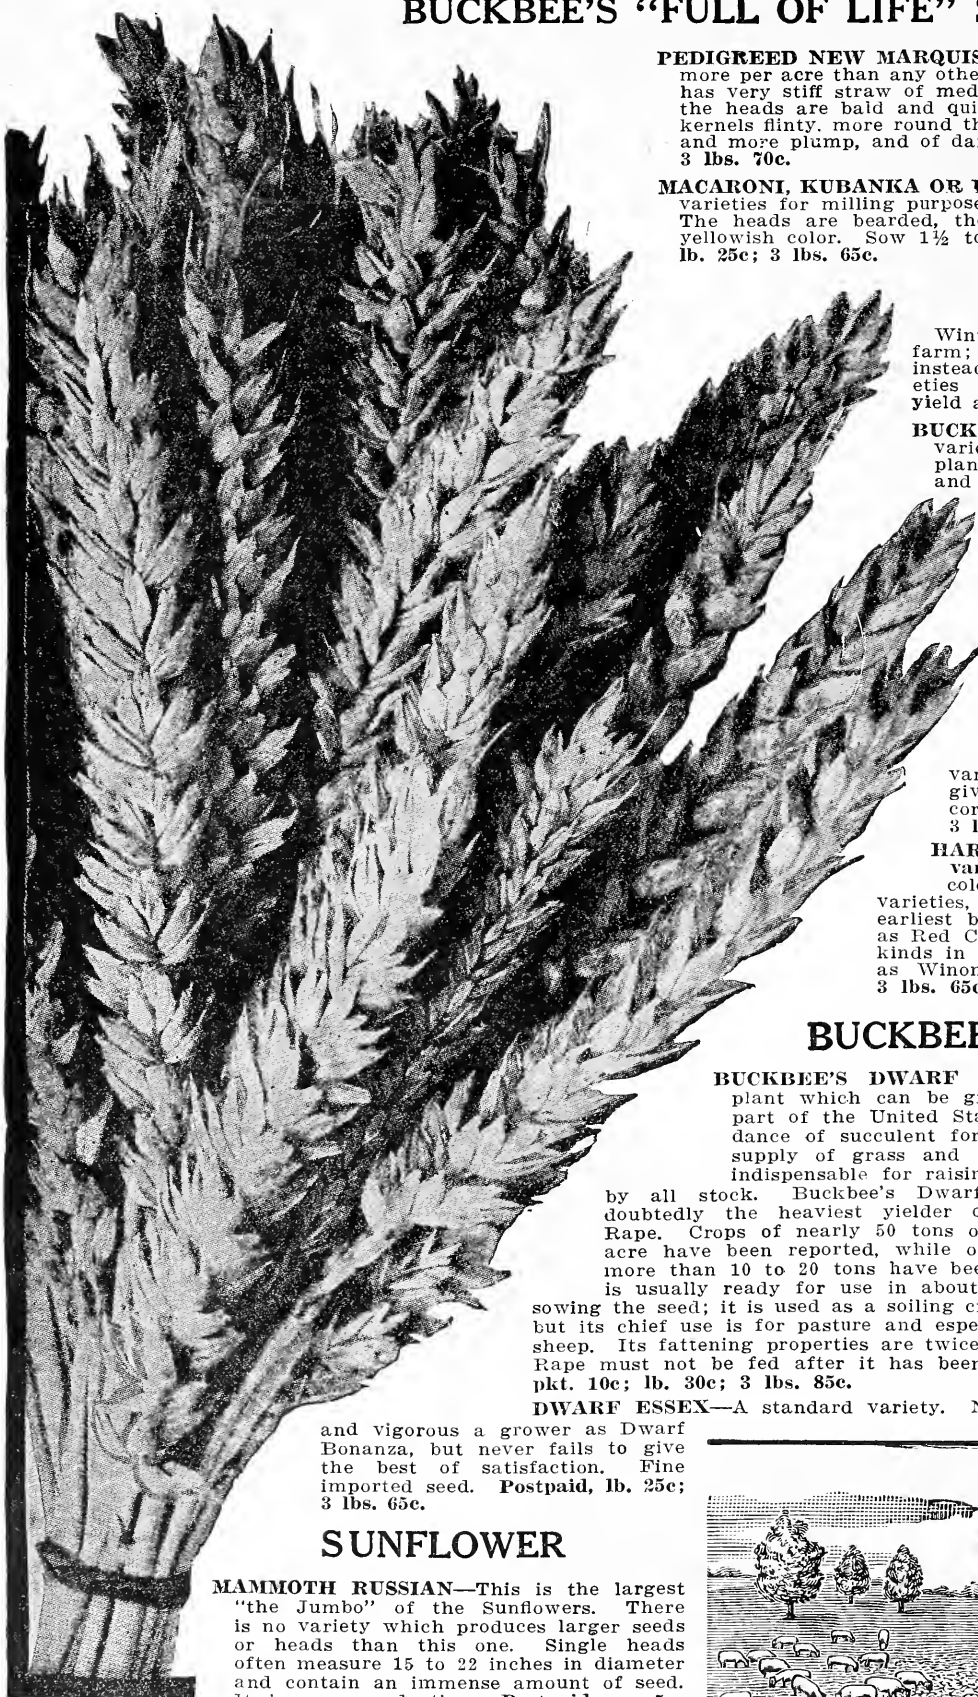 BUCKBEE'S "FULL OF LIFE"
PEDIGREED NEW MARQUIS
more per acre than any othe
has very stiff straw of med
the heads are bald and qui
kernels flinty, more round th
and more plump, and of da
3 lbs. 70c.
MACARONI, KUBANKA OR
varieties for milling purpose
The heads are bearded, th
yellowish color. Sow 1½ to
lb. 25c; 3 lbs. 65c.
Win
farm;
instead
eties
yield a
BUCK
varie
plan
and
var
giv
cor
3 l
HAR
var
colo
varieties,
earliest b
as Red C
kinds in
as Winon
3 lbs. 65c
BUCKBEE
BUCKBEE'S DWARF
plant which can be g
part of the United Sta
dance of succulent for
supply of grass and
indispensable for raisin
by all stock. Buckbee's Dwarf
doubtedly the heaviest yielder o
Rape. Crops of nearly 50 tons o
acre have been reported, while o
more than 10 to 20 tons have bee
is usually ready for use in about
sowing the seed; it is used as a soiling c
but its chief use is for pasture and espe
sheep. Its fattening properties are twice
Rape must not be fed after it has been
pkt. 10c; lb. 30c; 3 lbs. 85c.
DWARF ESSEX—A standard variety. N
and vigorous a grower as Dwarf
Bonanza, but never fails to give
the best of satisfaction. Fine
imported seed. Postpaid, lb. 25c;
3 lbs. 65c.
SUNFLOWER
MAMMOTH RUSSIAN—This is the largest
"the Jumbo" of the Sunflowers. There
is no variety which produces larger seeds
or heads than this one. Single heads
often measure 15 to 22 inches in diameter
and contain an immense amount of seed.